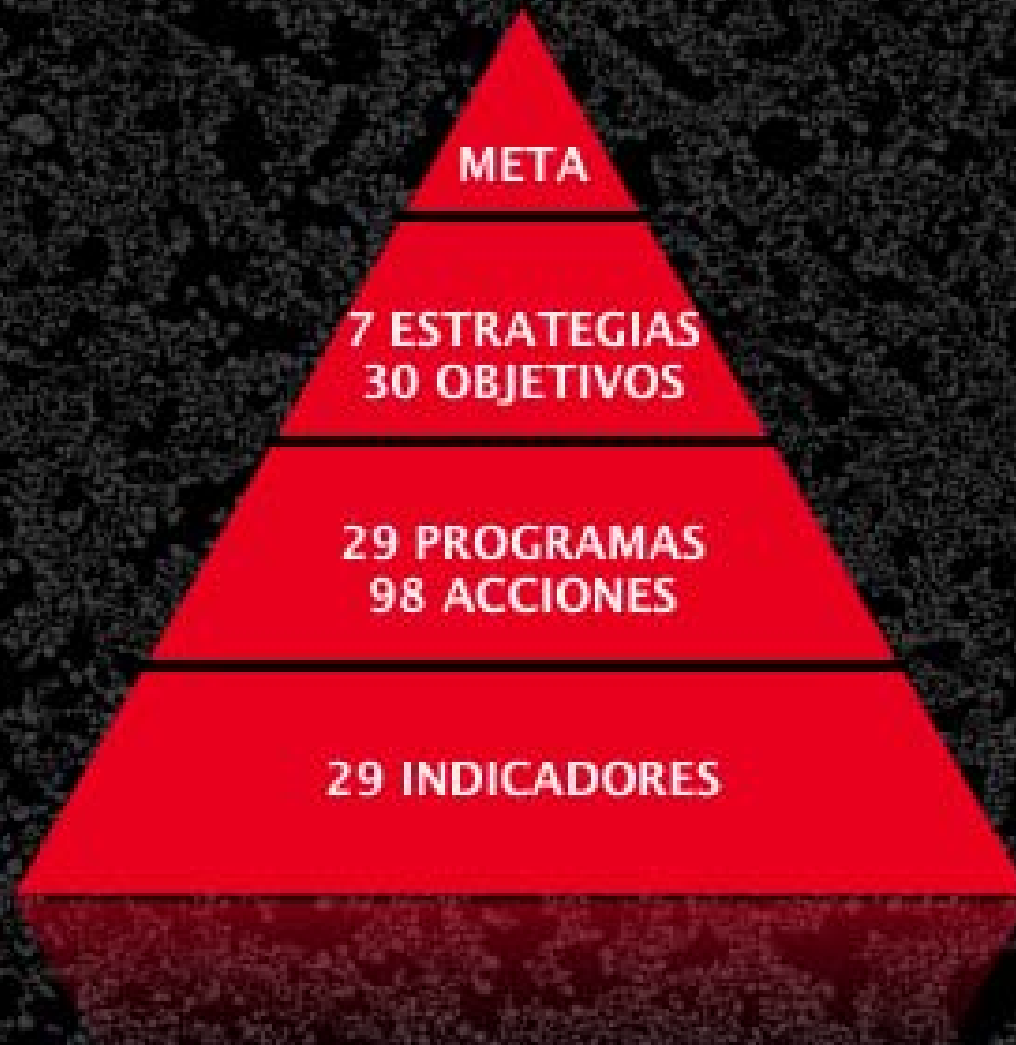 META
7 ESTRATEGIAS
30 OBJETIVOS
29 PROGRAMAS
98 ACCIONES
29 INDICADORES